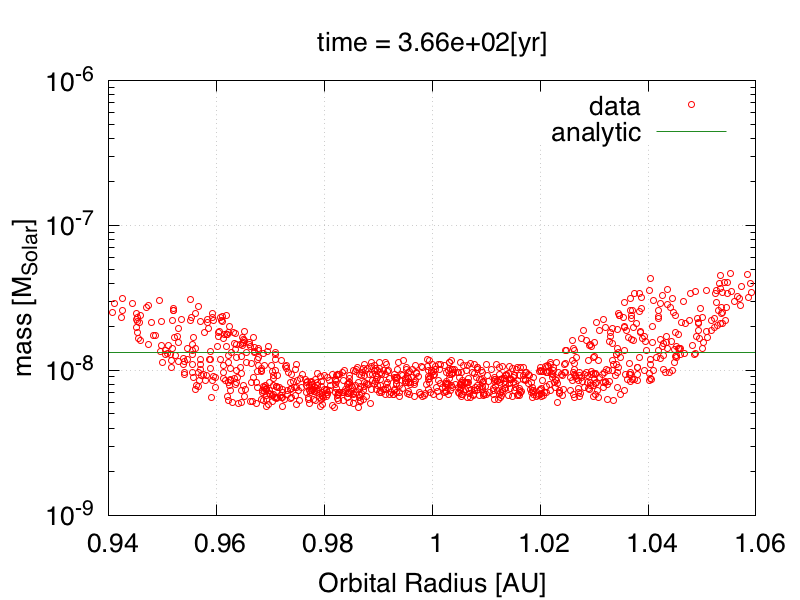 time = 3.66e+02[yr]
10-6
data
analytic
10-7
mass [MSolar]
10-8
10-9
0.94 0.96 0.98 1 1.02 1.04 1.06
Orbital Radius [AU]